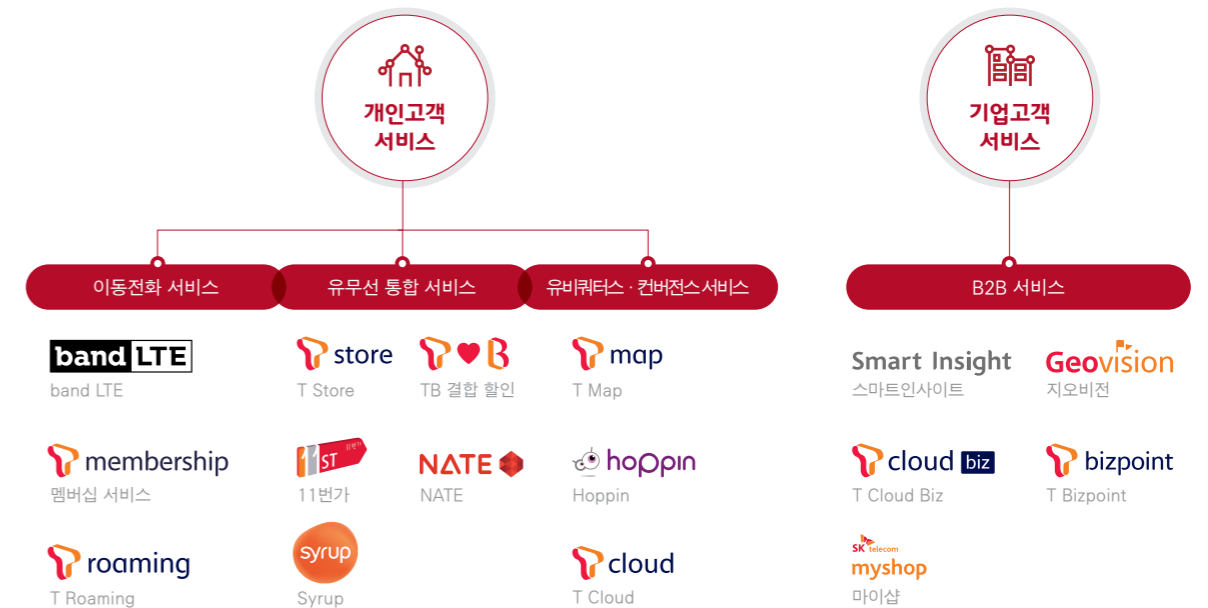 개인고객
서비스
기업고객
서비스
이동전화 서비스
유무선 통합 서비스
유비쿼터스 · 컨버전스 서비스
B2B 서비스
band LTE
band LTE
T store
T Store
T B
TB 결합 할인
T map
T Map
Smart Insight
스마트인사이트
Geovision
지오비전
T membership
멤버십 서비스
11번가
11ST
11번가
NATE
NATE
hoppin
Hoppin
T cloud biz
T Cloud Biz
T bizpoint
T Bizpoint
T roaming
T Roaming
syrup
Syrup
T cloud
T Cloud
SK telecom
myshop
마이샵